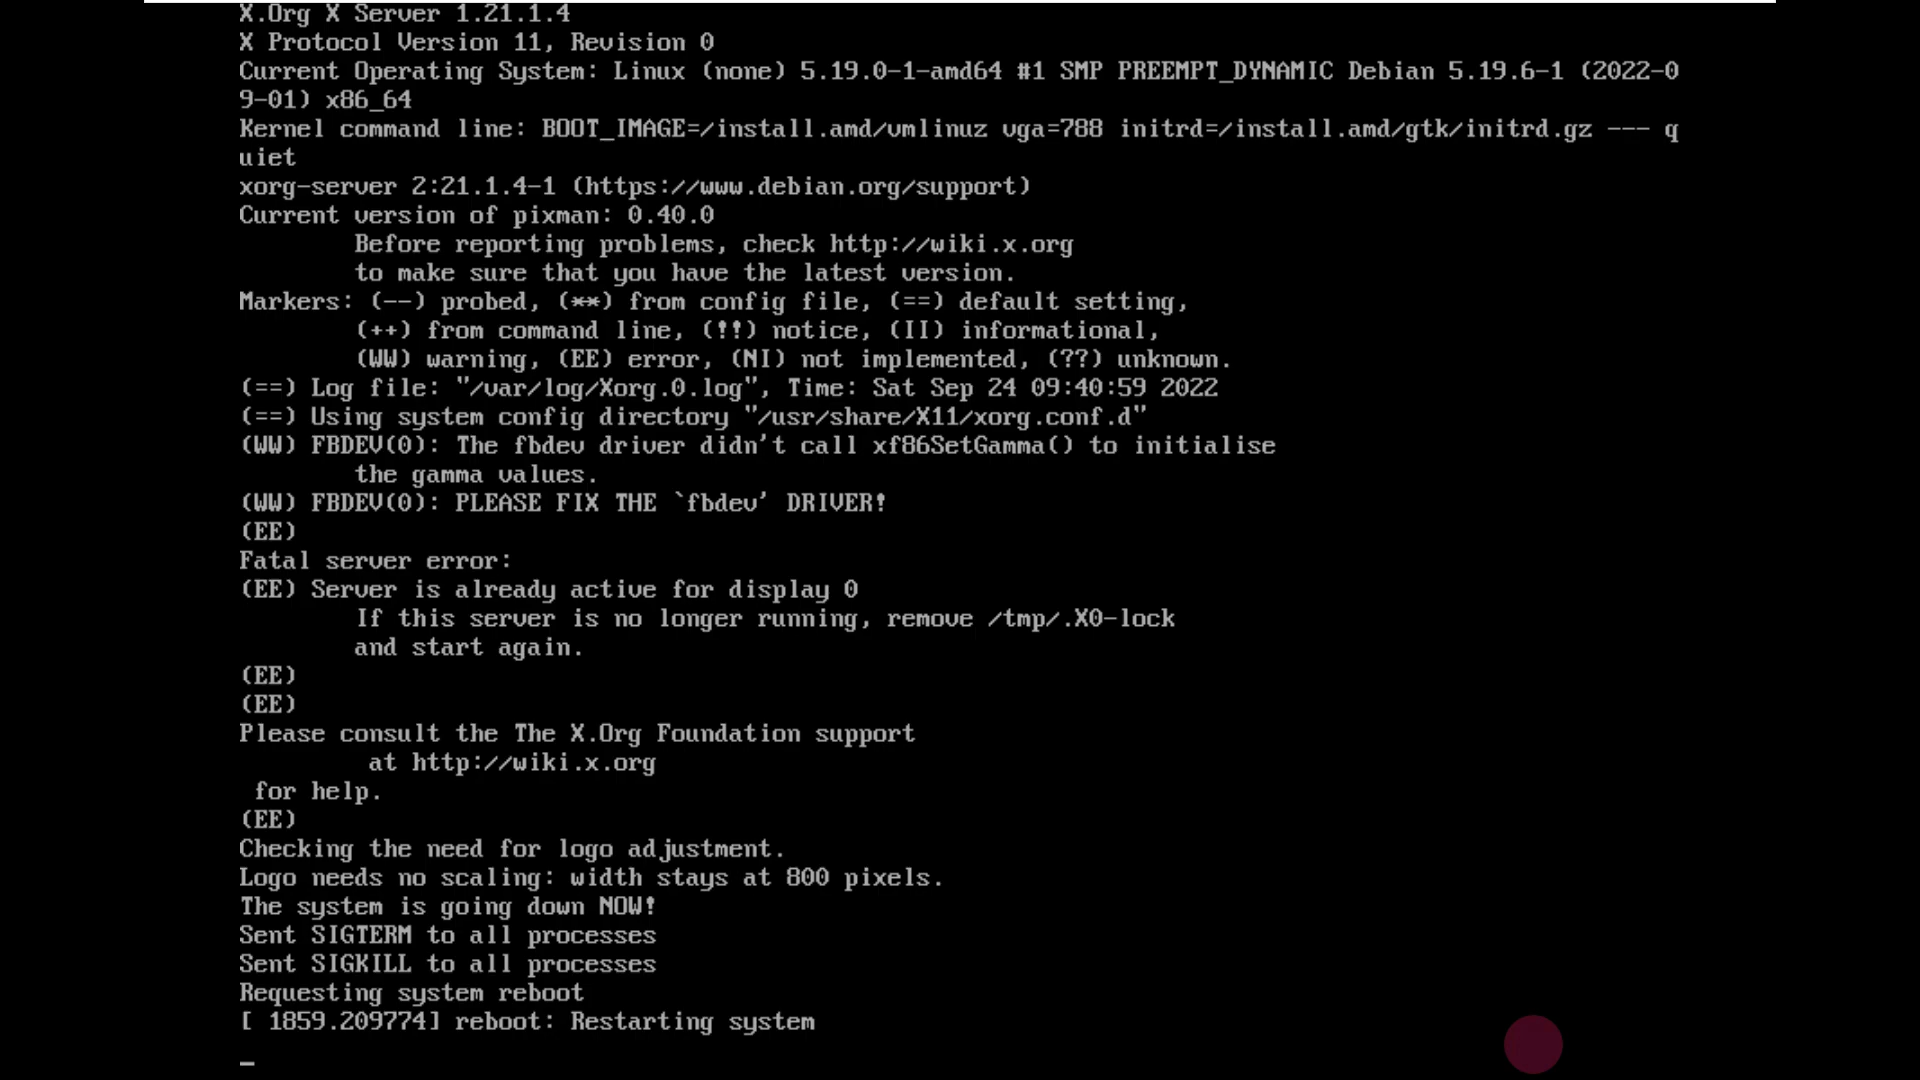 X.Org X Server 1.21.1.4
X Protocol Version 11, Revision 0
Current Operating System: Linux (none) 5.19.0-1-amd64 #1 SMP PREEMPT_DYNAMIC Debian 5.19.6-1 (2022-0
9-01) x86_64
Kernel command line: BOOT_IMAGE=/install.amd/vmlinuz vga=788 initrd=/install.amd/gtk/initrd.gz --- q
uiet
xorg-server 2:21.1.4-1 (https://www.debian.org/support)
Current version of pixman: 0.40.0
        Before reporting problems, check http://wiki.x.org
        to make sure that you have the latest version.
Markers: (--) probed, (**) from config file, (==) default setting,
        (++) from command line, (!!) notice, (II) informational,
        (WW) warning, (EE) error, (NI) not implemented, (??) unknown.
(==) Log file: "/var/log/Xorg.0.log", Time: Sat Sep 24 09:40:59 2022
(==) Using system config directory "/usr/share/X11/xorg.conf.d"
(WW) FBDEV(0): The fbdev driver didn't call xf86SetGamma() to initialise
        the gamma values.
(WW) FBDEV(0): PLEASE FIX THE `fbdev' DRIVER!
(EE)
Fatal server error:
(EE) Server is already active for display 0
        If this server is no longer running, remove /tmp/.X0-lock
        and start again.
(EE)
(EE)
Please consult the The X.Org Foundation support
         at http://wiki.x.org
 for help.
(EE)
Checking the need for logo adjustment.
Logo needs no scaling: width stays at 800 pixels.
The system is going down NOW!
Sent SIGTERM to all processes
Sent SIGKILL to all processes
Requesting system reboot
[ 1859.209774] reboot: Restarting system
_